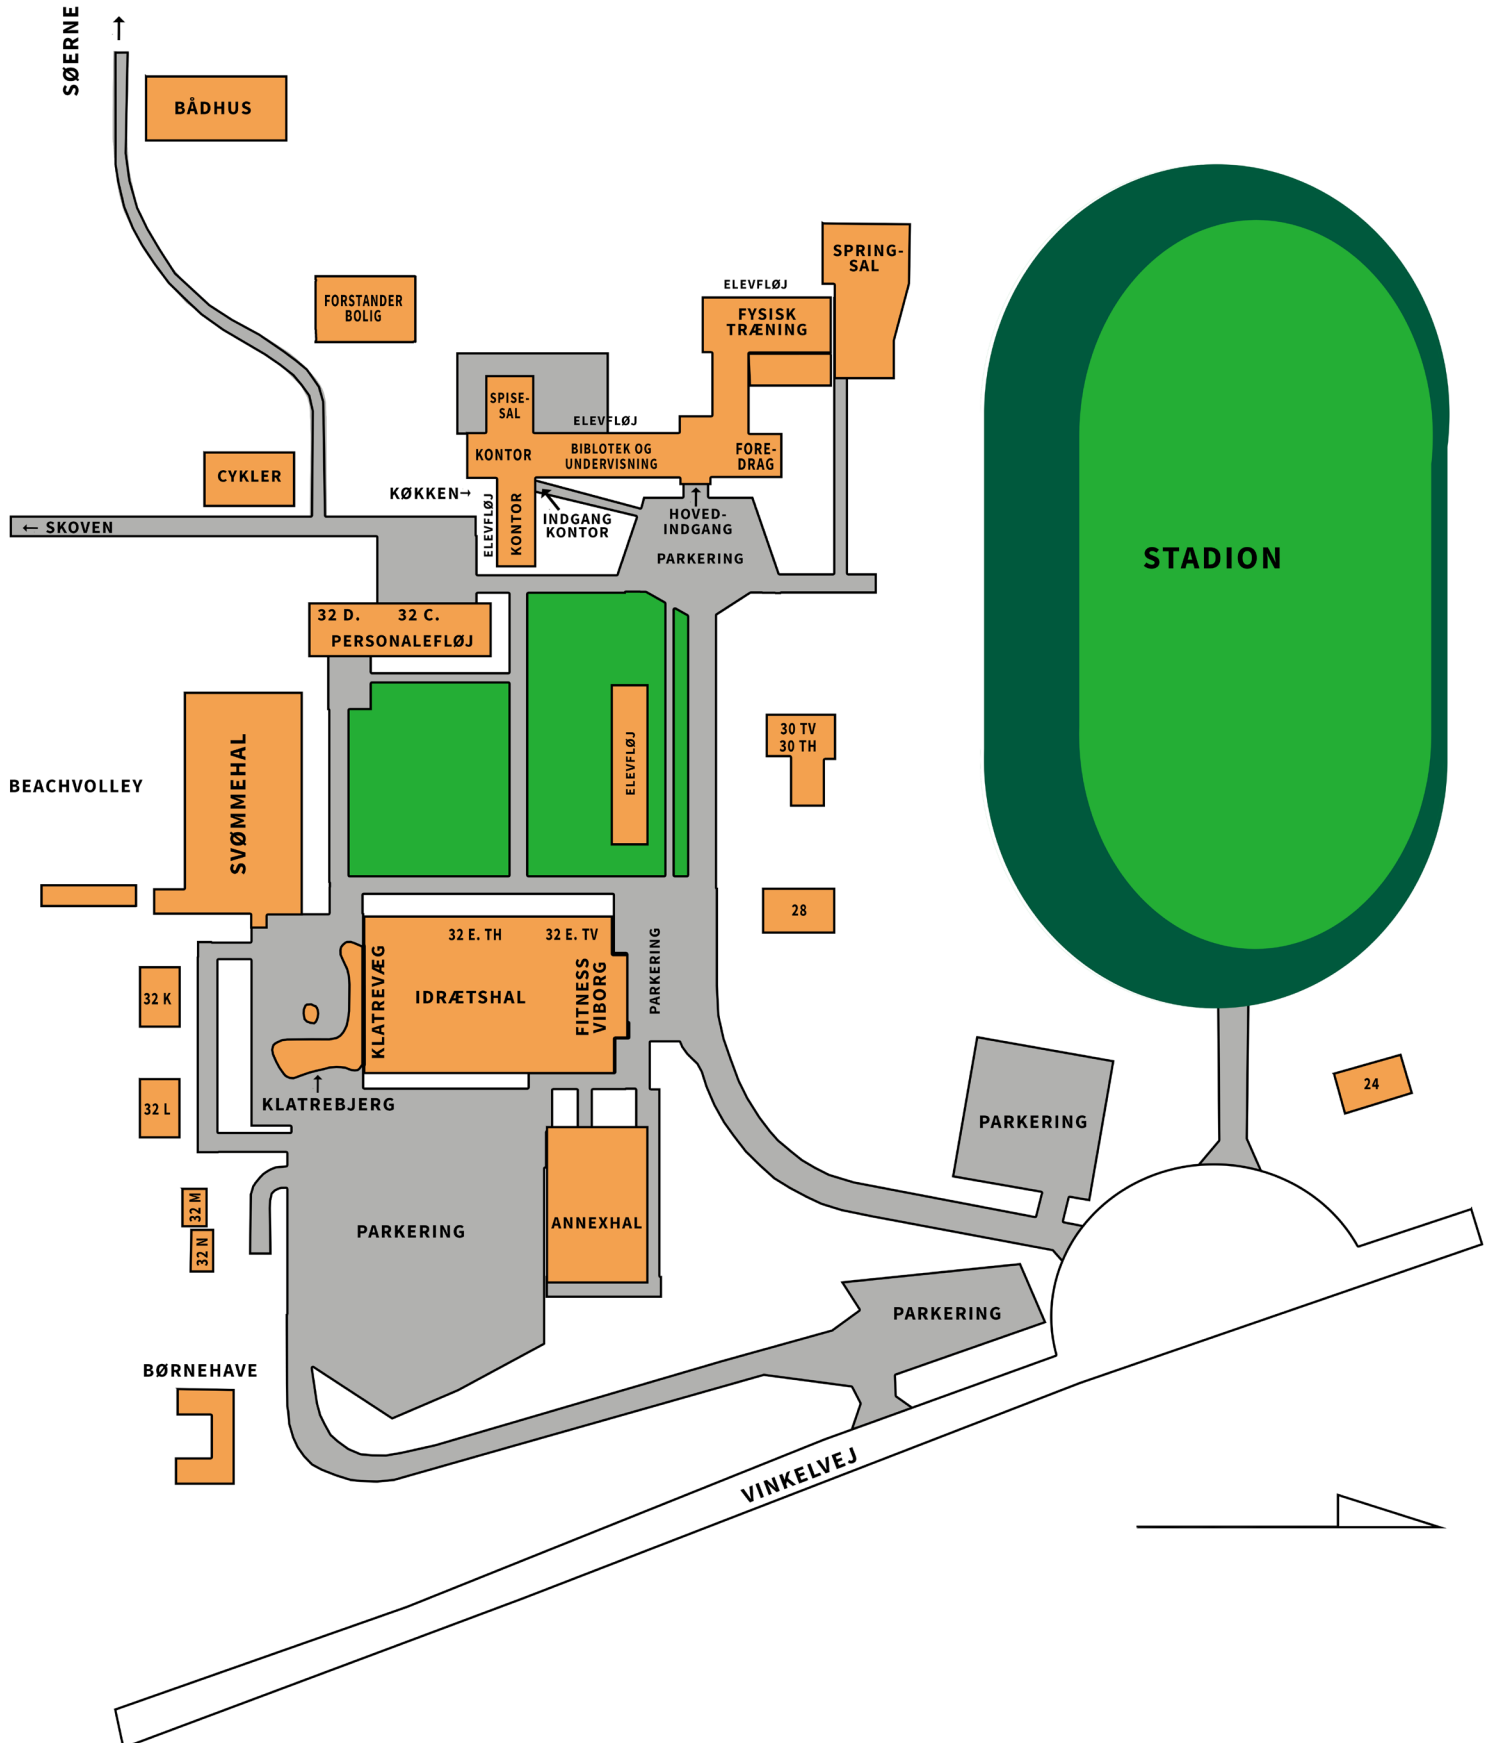 SØERNE ↑
BÅDHUS
SPRING-
SAL
ELEVFLØJ
FYSISK
TRÆNING
FORSTANDER
BOLIG
SPISE-
SAL
ELEVFLØJ
KONTOR
BIBLOTEK OG
UNDERVISNING
FORE-
DRAG
CYKLER
KØKKEN→
ELEVFLØJ
KONTOR
INDGANG
KONTOR
HOVED-
INDGANG
PARKERING
← SKOVEN
STADION
32 D. 32 C.
PERSONALEFLØJ
30 TV
30 TH
ELEVFLØJ
SVØMMEHAL
BEACHVOLLEY
28
32 E. TH 32 E. TV
KLATREVÆG
IDRÆTSHAL
FITNESS
VIBORG
PARKERING
32 K
32 L
KLATREBJERG
24
PARKERING
32 M
32 N
PARKERING
ANNEXHAL
PARKERING
BØRNEHAVE
VINKELVEJ